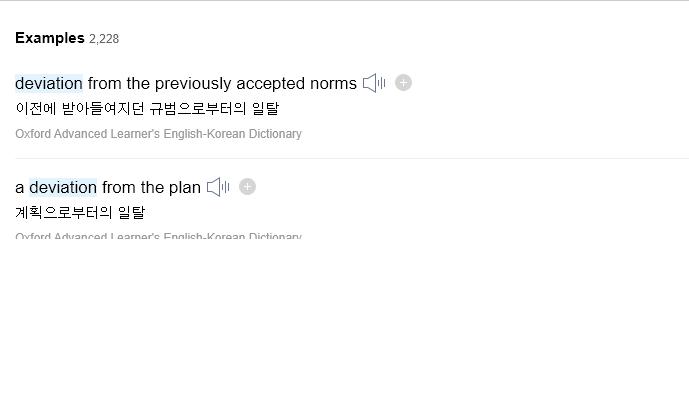 Examples 2,228
deviation from the previously accepted norms
이전에 받아들여지던 규범으로부터의 일탈
Oxford Advanced Learner's English-Korean Dictionary
a deviation from the plan
계획으로부터의 일탈
Oxford Advanced Learner's English-Korean Dictionary